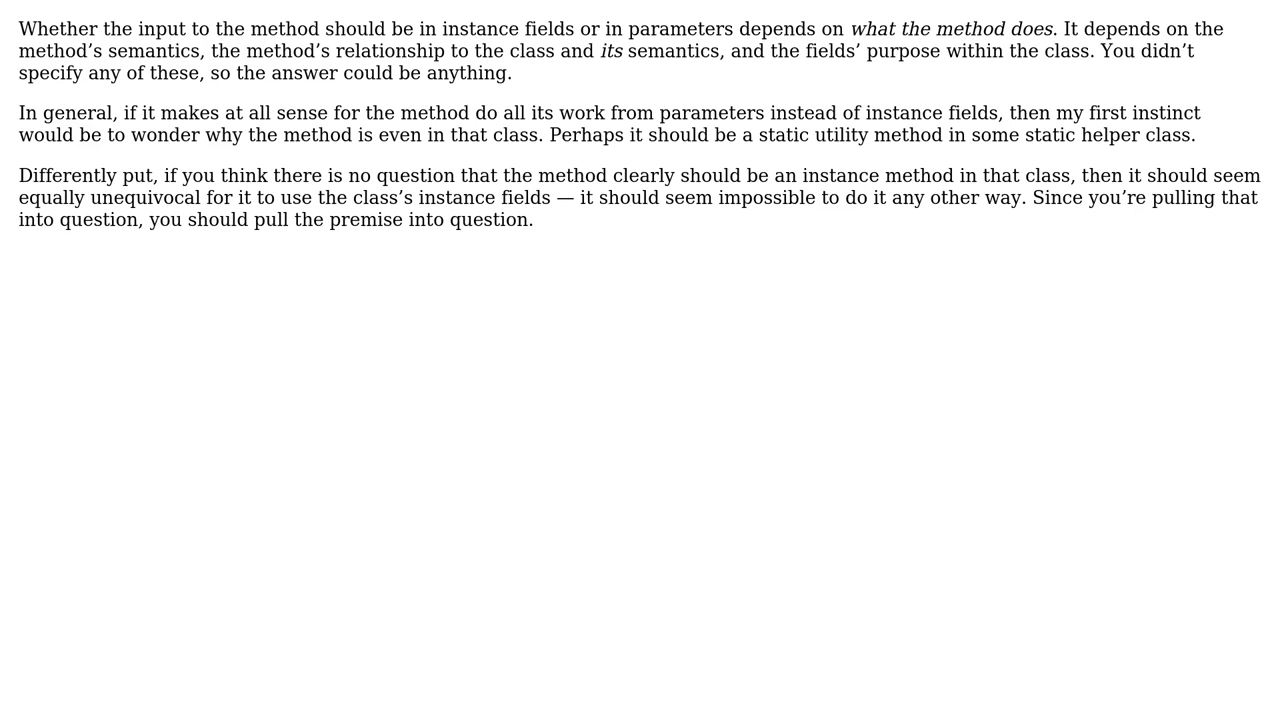 Whether the input to the method should be in instance fields or in parameters depends on what the method does. It depends on the
method’s semantics, the method’s relationship to the class and its semantics, and the fields’ purpose within the class. You didn’t
specify any of these, so the answer could be anything.
In general, if it makes at all sense for the method do all its work from parameters instead of instance fields, then my first instinct
would be to wonder why the method is even in that class. Perhaps it should be a static utility method in some static helper class.
Differently put, if you think there is no question that the method clearly should be an instance method in that class, then it should seem
equally unequivocal for it to use the class’s instance fields — it should seem impossible to do it any other way. Since you’re pulling that
into question, you should pull the premise into question.